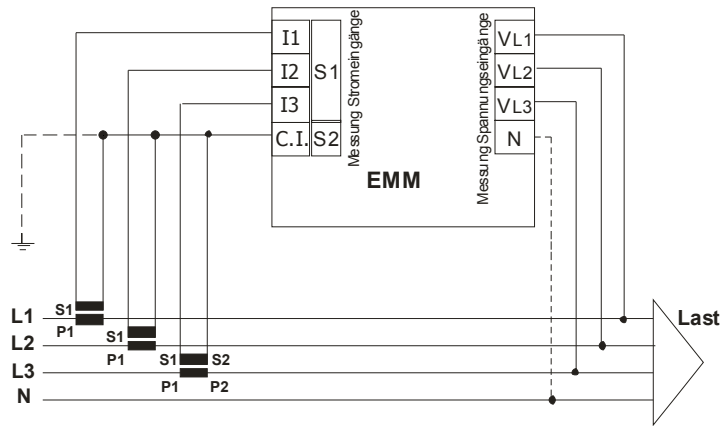 I1
I2
I3
C.I.
S1
S2
Messung Stromeingänge
EMM
Messung Spannungseingänge
VL1
VL2
VL3
N
L1
S1
P1
L2
S1
P1
L3
S1
S2
P1
P2
N
Last